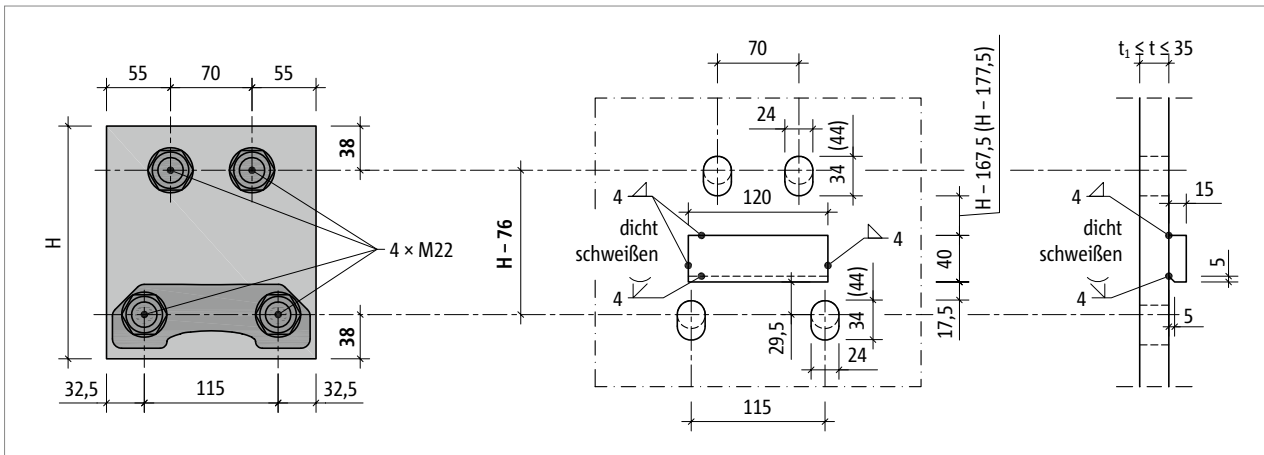 55 70 55
38
H
4 × M22
38
32,5 115 32,5
H – 76
70
24
34 (44)
4
120
dicht
schweißen
4
4
29,5
34 (44)
24
115
H – 167,5 (H – 177,5)
40
17,5
t₁ ≤ t ≤ 35
4
15
dicht
schweißen
5
4
5